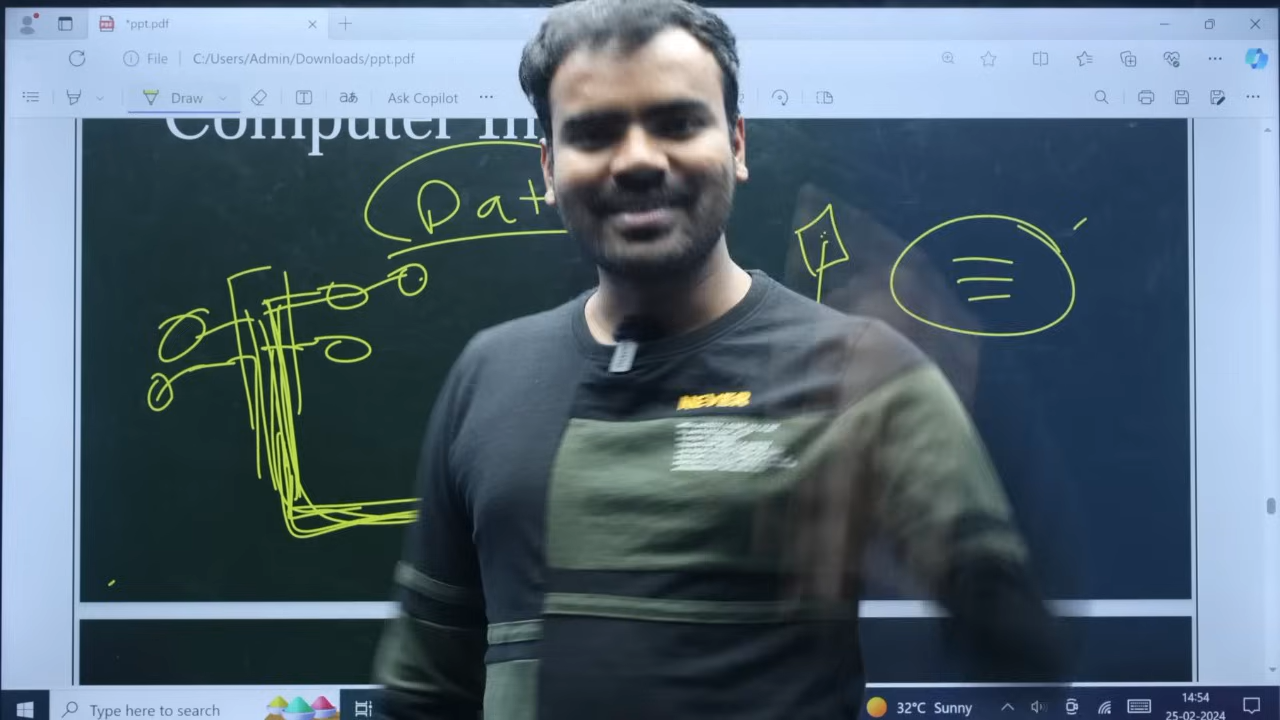 *ppt.pdf
File C:/Users/Admin/Downloads/ppt.pdf
Draw Ask Copilot
Computer
Dat
NEVER
Type here to search 32°C Sunny 14:54
25-02-2024